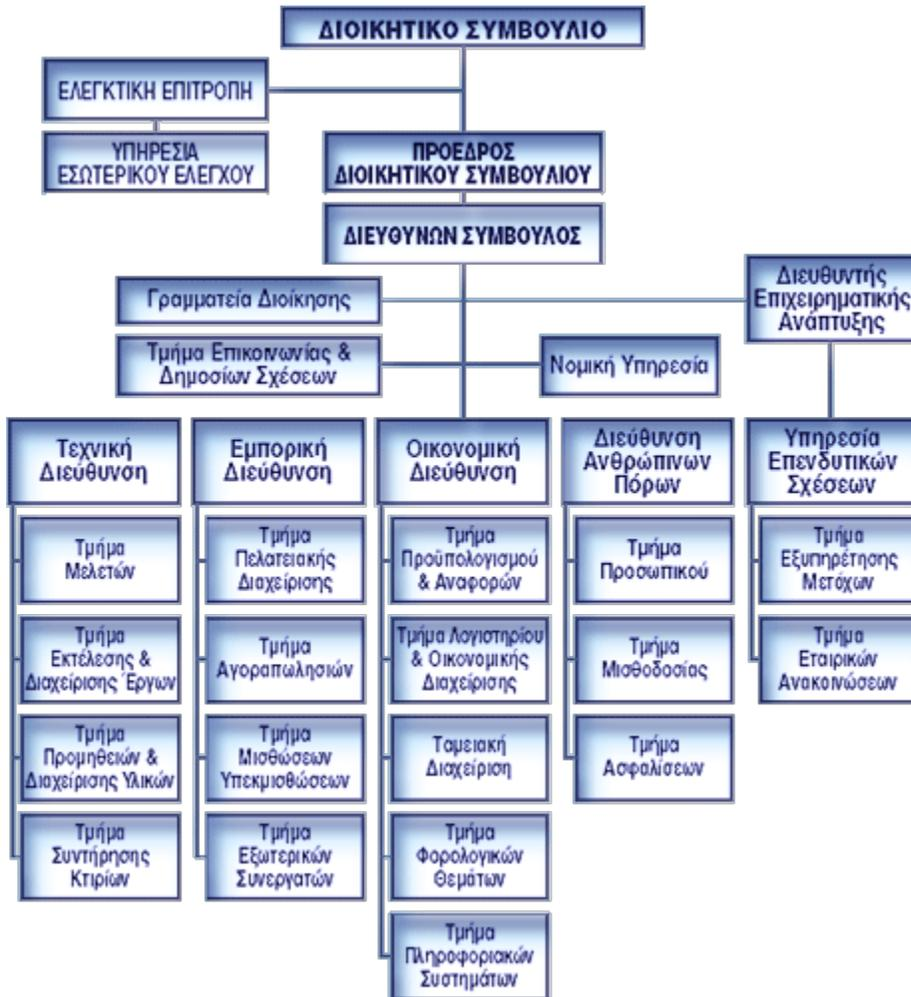 ΔΙΟΙΚΗΤΙΚΟ ΣΥΜΒΟΥΛΙΟ
ΕΛΕΓΚΤΙΚΗ ΕΠΙΤΡΟΠΗ
ΥΠΗΡΕΣΙΑ
ΕΣΩΤΕΡΙΚΟΥ ΕΛΕΓΧΟΥ
ΠΡΟΕΔΡΟΣ
ΔΙΟΙΚΗΤΙΚΟΥ ΣΥΜΒΟΥΛΙΟΥ
ΔΙΕΥΘΥΝΩΝ ΣΥΜΒΟΥΛΟΣ
Γραμματεία Διοίκησης
Διευθυντής
Επιχειρηματικής
Ανάπτυξης
Τμήμα Επικοινωνίας &
Δημοσίων Σχέσεων
Νομική Υπηρεσία
Τεχνική
Διεύθυνση
Τμήμα
Μελετών
Τμήμα
Εκτέλεσης &
Διαχείρισης Έργων
Τμήμα
Προμηθειών &
Διαχείρισης Υλικών
Τμήμα
Συντήρησης
Κτιρίων
Εμπορική
Διεύθυνση
Τμήμα
Πελατειακής
Διαχείρισης
Τμήμα
Αγοραπωλησιών
Τμήμα
Μισθώσεων
Υπεκμισθώσεων
Τμήμα
Εξωτερικών
Συνεργατών
Οικονομική
Διεύθυνση
Τμήμα
Προϋπολογισμού
& Αναφορών
Τμήμα Λογιστηρίου
& Οικονομικής
Διαχείρισης
Ταμειακή
Διαχείριση
Τμήμα
Φορολογικών
Θεμάτων
Τμήμα
Πληροφοριακών
Συστημάτων
Διεύθυνση
Ανθρώπινων
Πόρων
Τμήμα
Προσωπικού
Τμήμα
Μισθοδοσίας
Τμήμα
Ασφαλίσεων
Υπηρεσία
Επενδυτικών
Σχέσεων
Τμήμα
Εξυπηρέτησης
Μετόχων
Τμήμα
Εταιρικών
Ανακοινώσεων